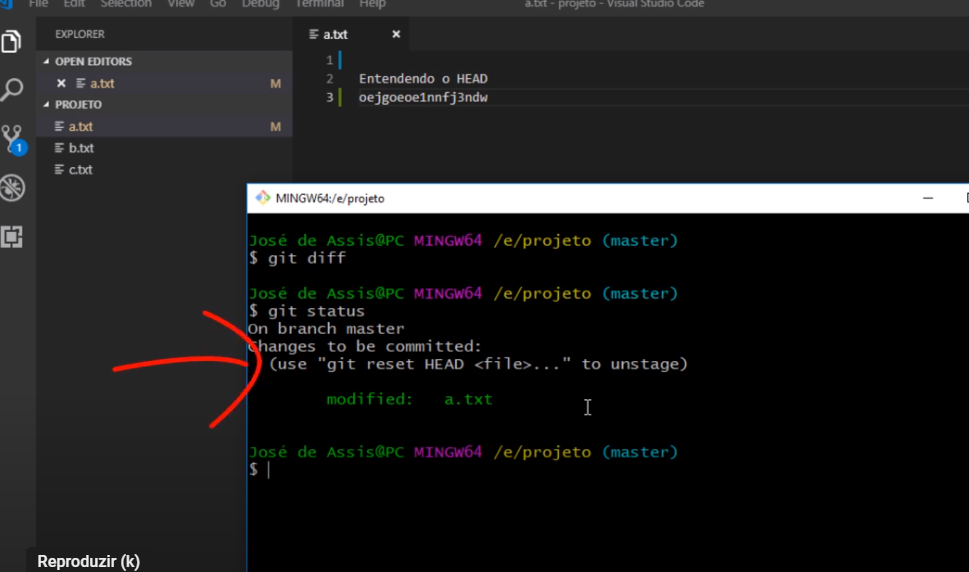 File Edit Selection View Go Debug Terminal Help a.txt - projeto - Visual Studio Code
EXPLORER
a.txt ×
OPEN EDITORS
× a.txt M
PROJETO
a.txt M
b.txt
c.txt
1
1
2 Entendendo o HEAD
3 oejgoeoe1nnfj3ndw
MINGW64:/e/projeto
José de Assis@PC MINGW64 /e/projeto (master)
$ git diff
José de Assis@PC MINGW64 /e/projeto (master)
$ git status
On branch master
Changes to be committed:
(use "git reset HEAD <file>..." to unstage)
modified: a.txt
José de Assis@PC MINGW64 /e/projeto (master)
$
Reproduzir (k)